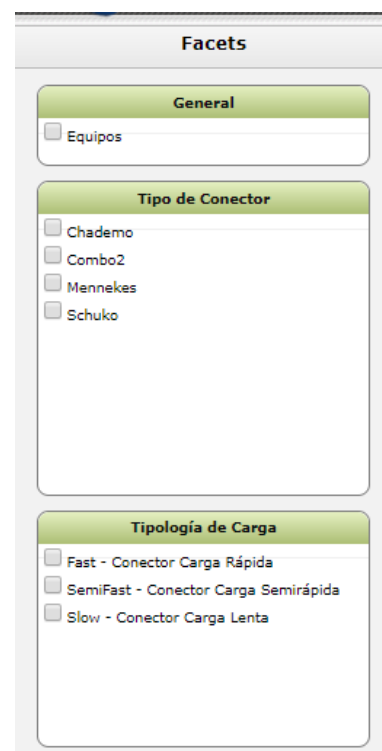 Facets
General
Equipos
Tipo de Conector
Chademo
Combo2
Mennekes
Schuko
Tipología de Carga
Fast - Conector Carga Rápida
SemiFast - Conector Carga Semirápida
Slow - Conector Carga Lenta